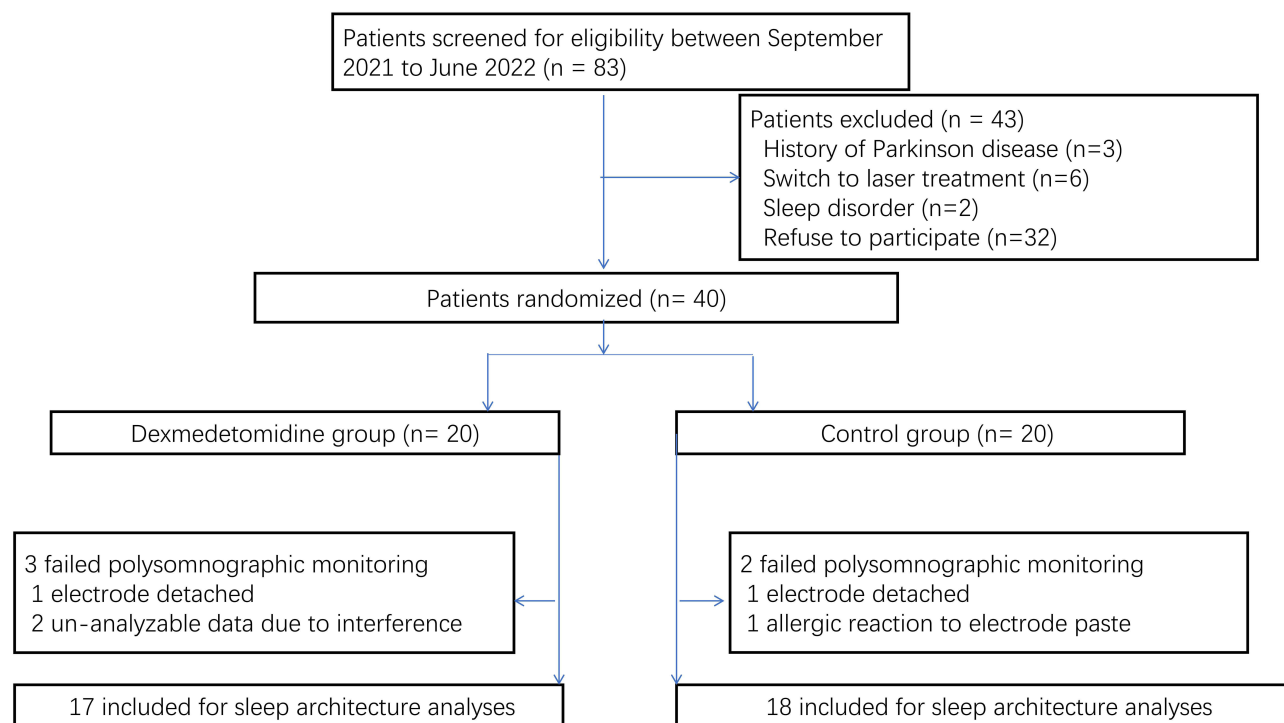 Patients screened for eligibility between September
2021 to June 2022 (n = 83)
Patients excluded (n = 43)
History of Parkinson disease (n=3)
Switch to laser treatment (n=6)
Sleep disorder (n=2)
Refuse to participate (n=32)
Patients randomized (n= 40)
Dexmedetomidine group (n= 20)
Control group (n= 20)
3 failed polysomnographic monitoring
1 electrode detached
2 un-analyzable data due to interference
2 failed polysomnographic monitoring
1 electrode detached
1 allergic reaction to electrode paste
17 included for sleep architecture analyses
18 included for sleep architecture analyses